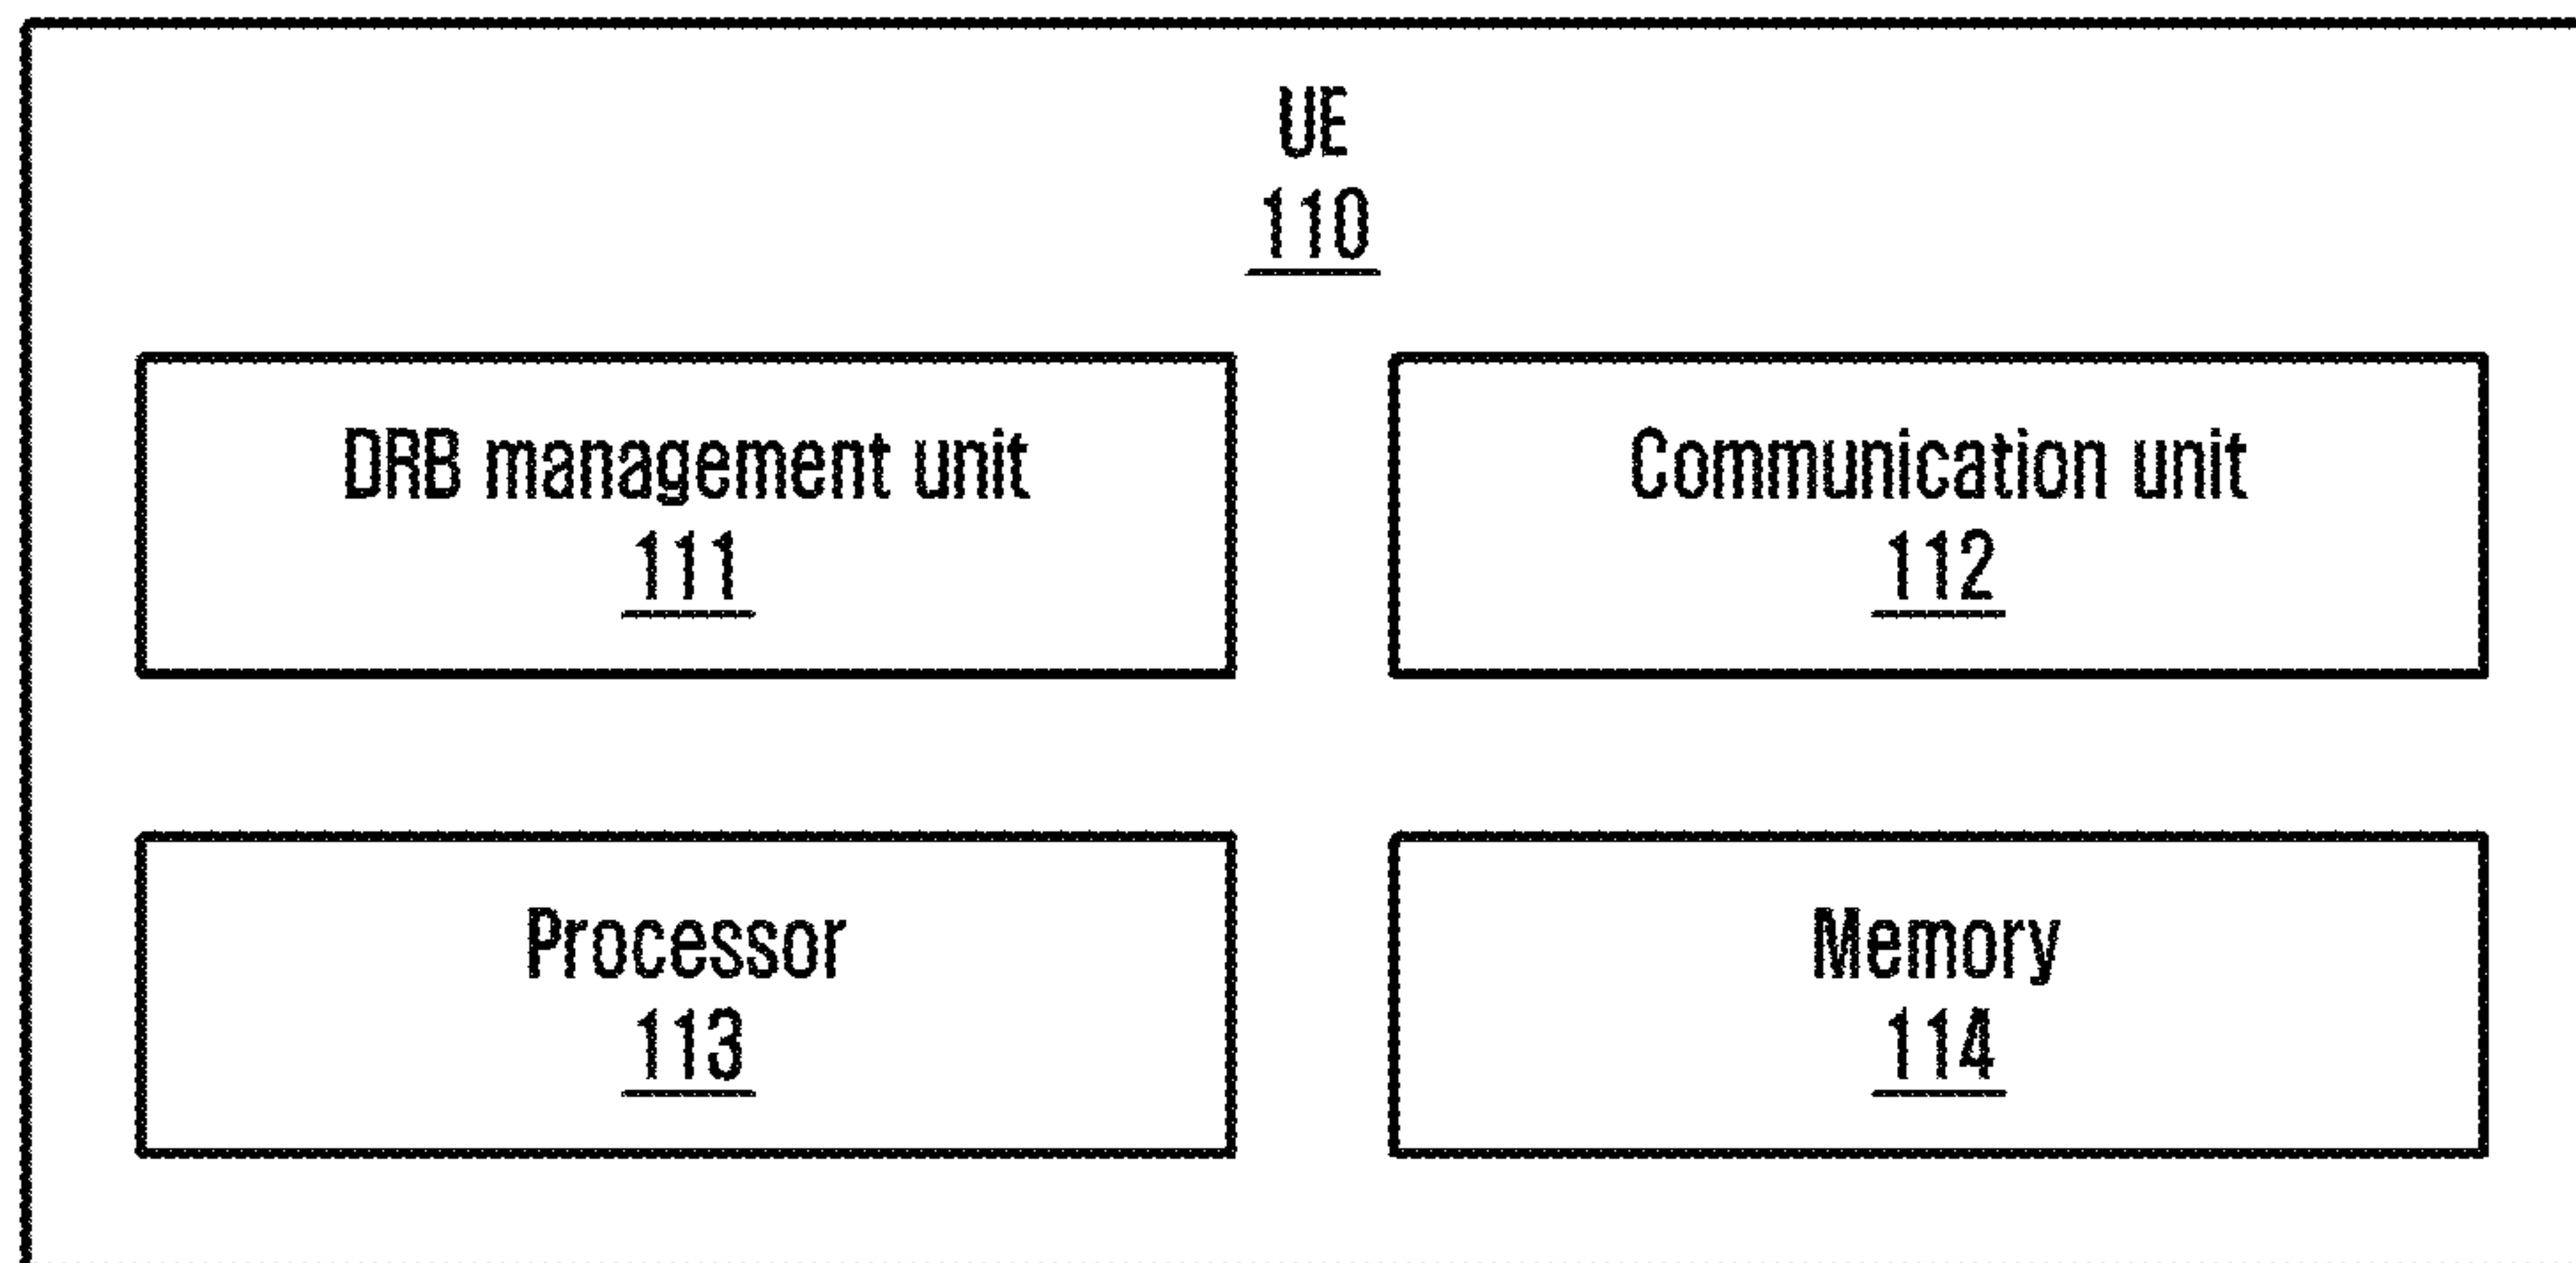 UE
110
DRB management unit
111
Communication unit
112
Processor
113
Memory
114